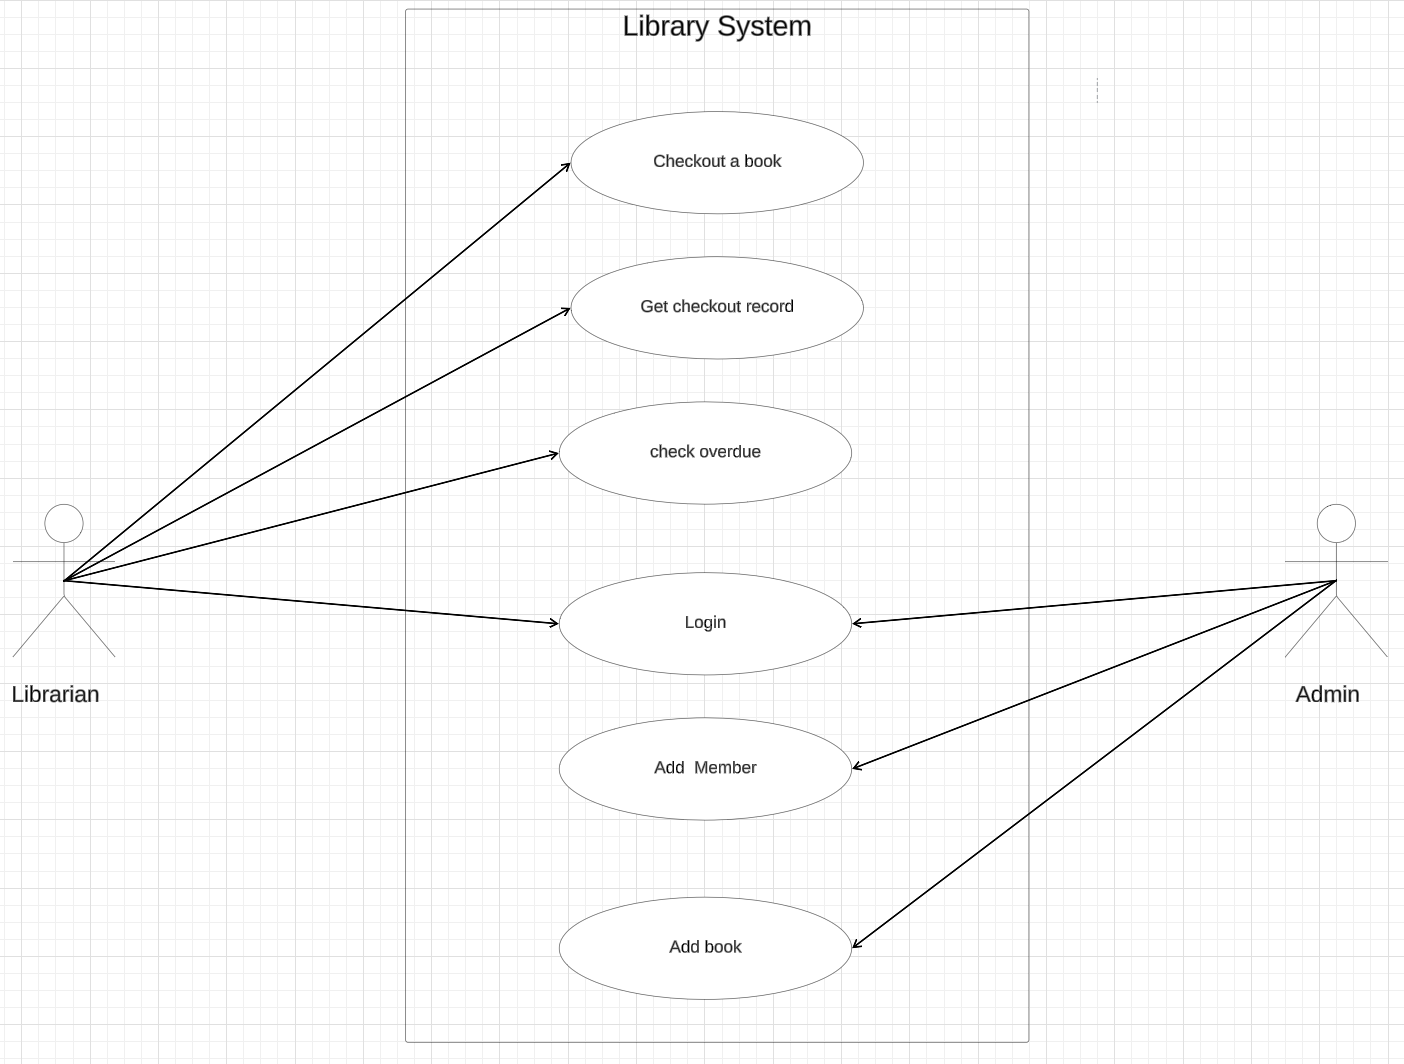 Library System
Checkout a book
Get checkout record
check overdue
Login
Librarian
Admin
Add  Member
Add book